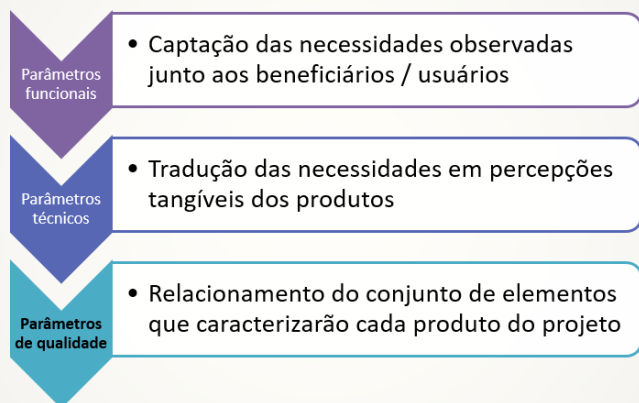 Parâmetros
funcionais
• Captação das necessidades observadas
junto aos beneficiários / usuários
Parâmetros
técnicos
• Tradução das necessidades em percepções
tangíveis dos produtos
Parâmetros
de qualidade
• Relacionamento do conjunto de elementos
que caracterizarão cada produto do projeto